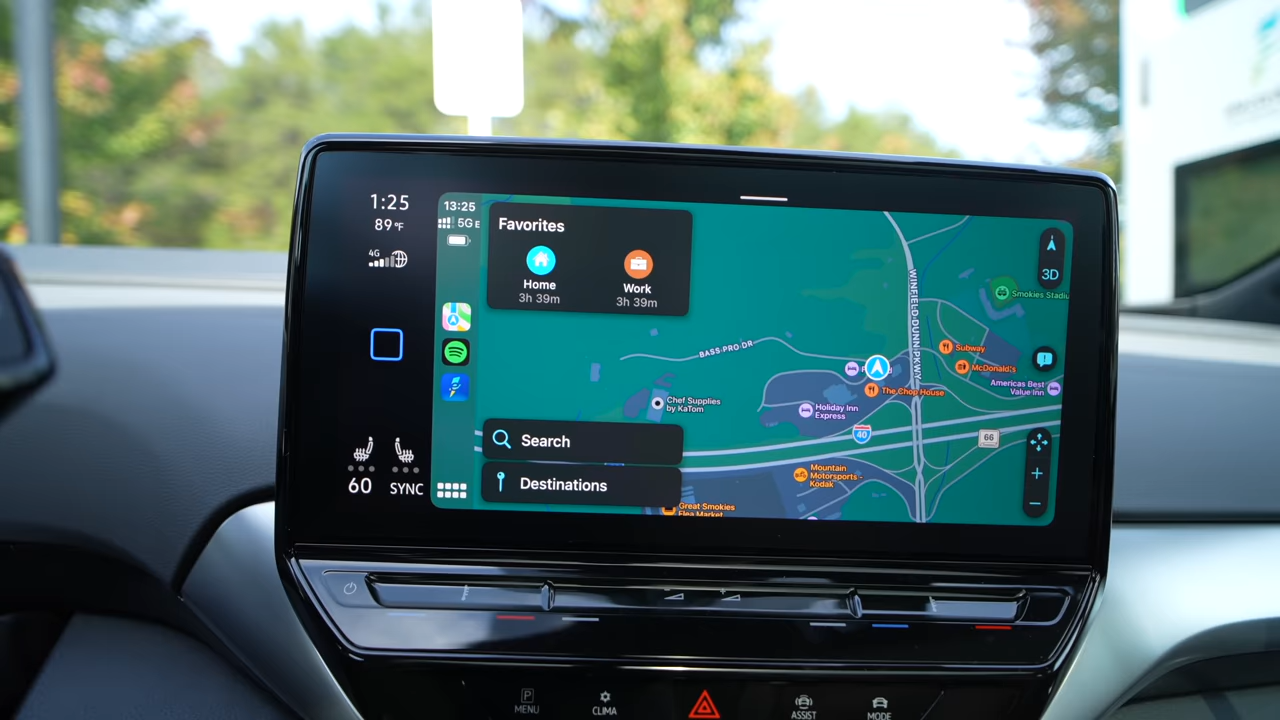 1:25
89°F
4G
60
SYNC
13:25
5G E
Favorites
Home
3h 39m
Work
3h 39m
Search
Destinations
WINFIELD-DUNN PKWY
BASS PRO DR
Smokies Stadiu
3D
Subway
McDonald's
Americas Best
Value Inn
The Chop House
Chef Supplies
by KaTom
Holiday Inn
Express
40
66
Mountain
Motorsports -
Kodak
Great Smokies
Flea Market
P
MENU
CLIMA
ASSIST
MODE